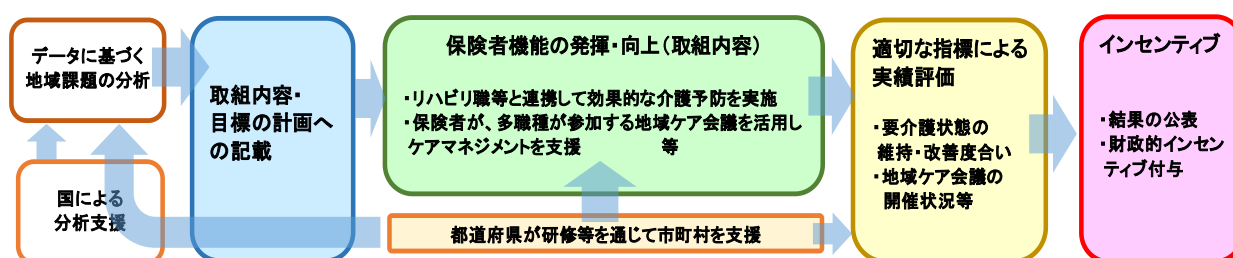 データに基づく
地域課題の分析
国による
分析支援
取組内容・
目標の計画へ
の記載
保険者機能の発揮・向上(取組内容)
・リハビリ職等と連携して効果的な介護予防を実施
・保険者が、多職種が参加する地域ケア会議を活用し
ケアマネジメントを支援 等
都道府県が研修等を通じて市町村を支援
適切な指標による
実績評価
・要介護状態の
維持・改善度合い
・地域ケア会議の
開催状況等
インセンティブ
・結果の公表
・財政的インセン
ティブ付与